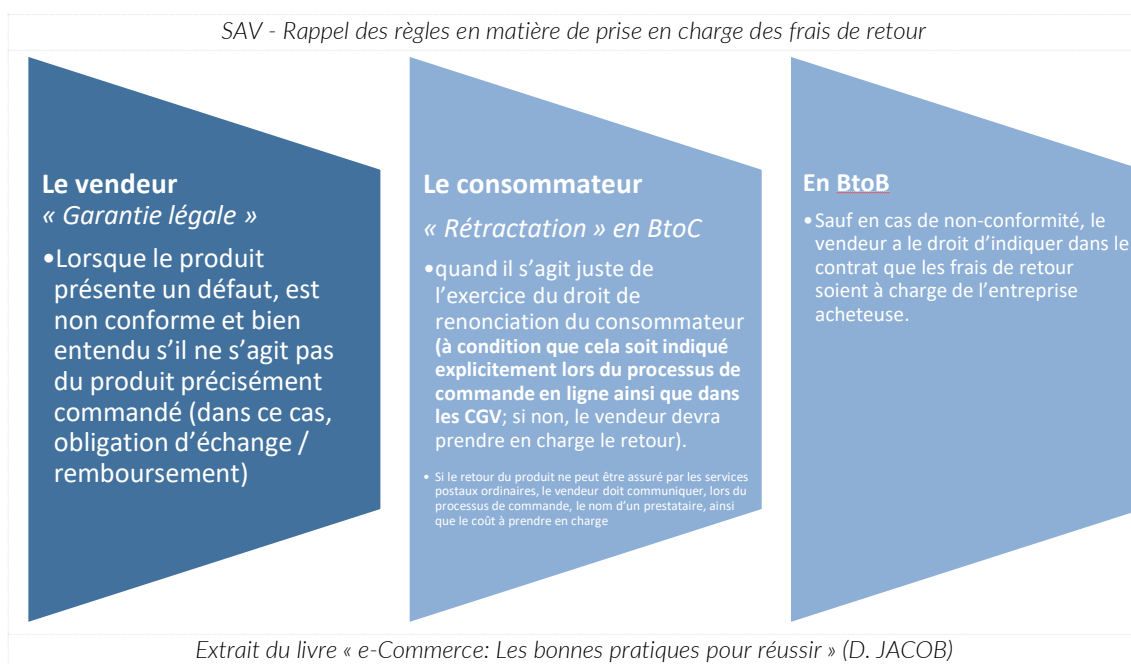 SAV - Rappel des règles en matière de prise en charge des frais de retour
Le vendeur
« Garantie légale »
•Lorsque le produit
présente un défaut, est
non conforme et bien
entendu s’il ne s’agit pas
du produit précisément
commandé (dans ce cas,
obligation d’échange /
remboursement)
Le consommateur
« Rétractation » en BtoC
•quand il s’agit juste de
l’exercice du droit de
renonciation du consommateur
(à condition que cela soit indiqué
explicitement lors du processus de
commande en ligne ainsi que dans
les CGV; si non, le vendeur devra
prendre en charge le retour).
• Si le retour du produit ne peut être assuré par les services
postaux ordinaires, le vendeur doit communiquer, lors du
processus de commande, le nom d’un prestataire, ainsi
que le coût à prendre en charge
En BtoB
•Sauf en cas de non-conformité, le
vendeur a le droit d’indiquer dans le
contrat que les frais de retour
soient à charge de l’entreprise
acheteuse.
Extrait du livre « e-Commerce: Les bonnes pratiques pour réussir » (D. JACOB)